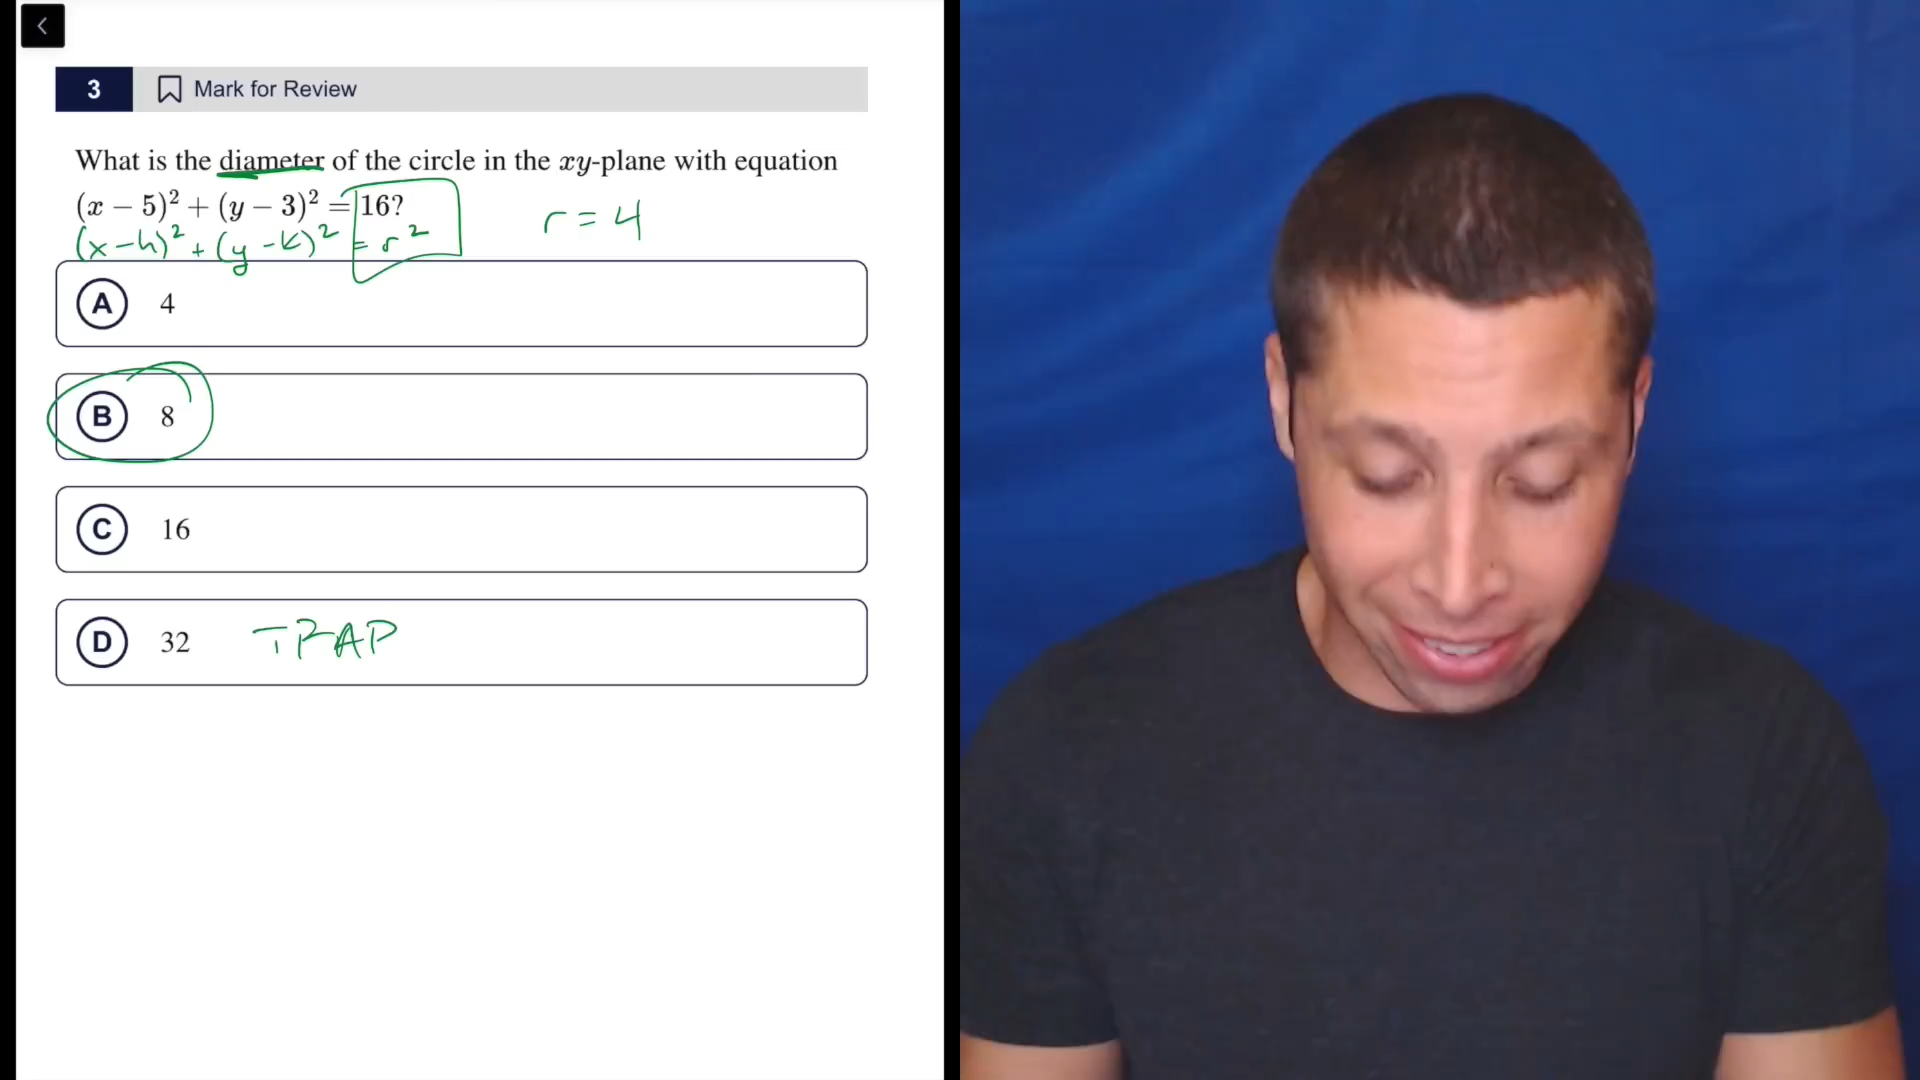 3 Mark for Review
What is the diameter of the circle in the xy-plane with equation
(x − 5)² + (y − 3)² = 16?
r = 4
(x-h)² + (y-k)² = r²
A 4
B 8
C 16
D 32 TRAP